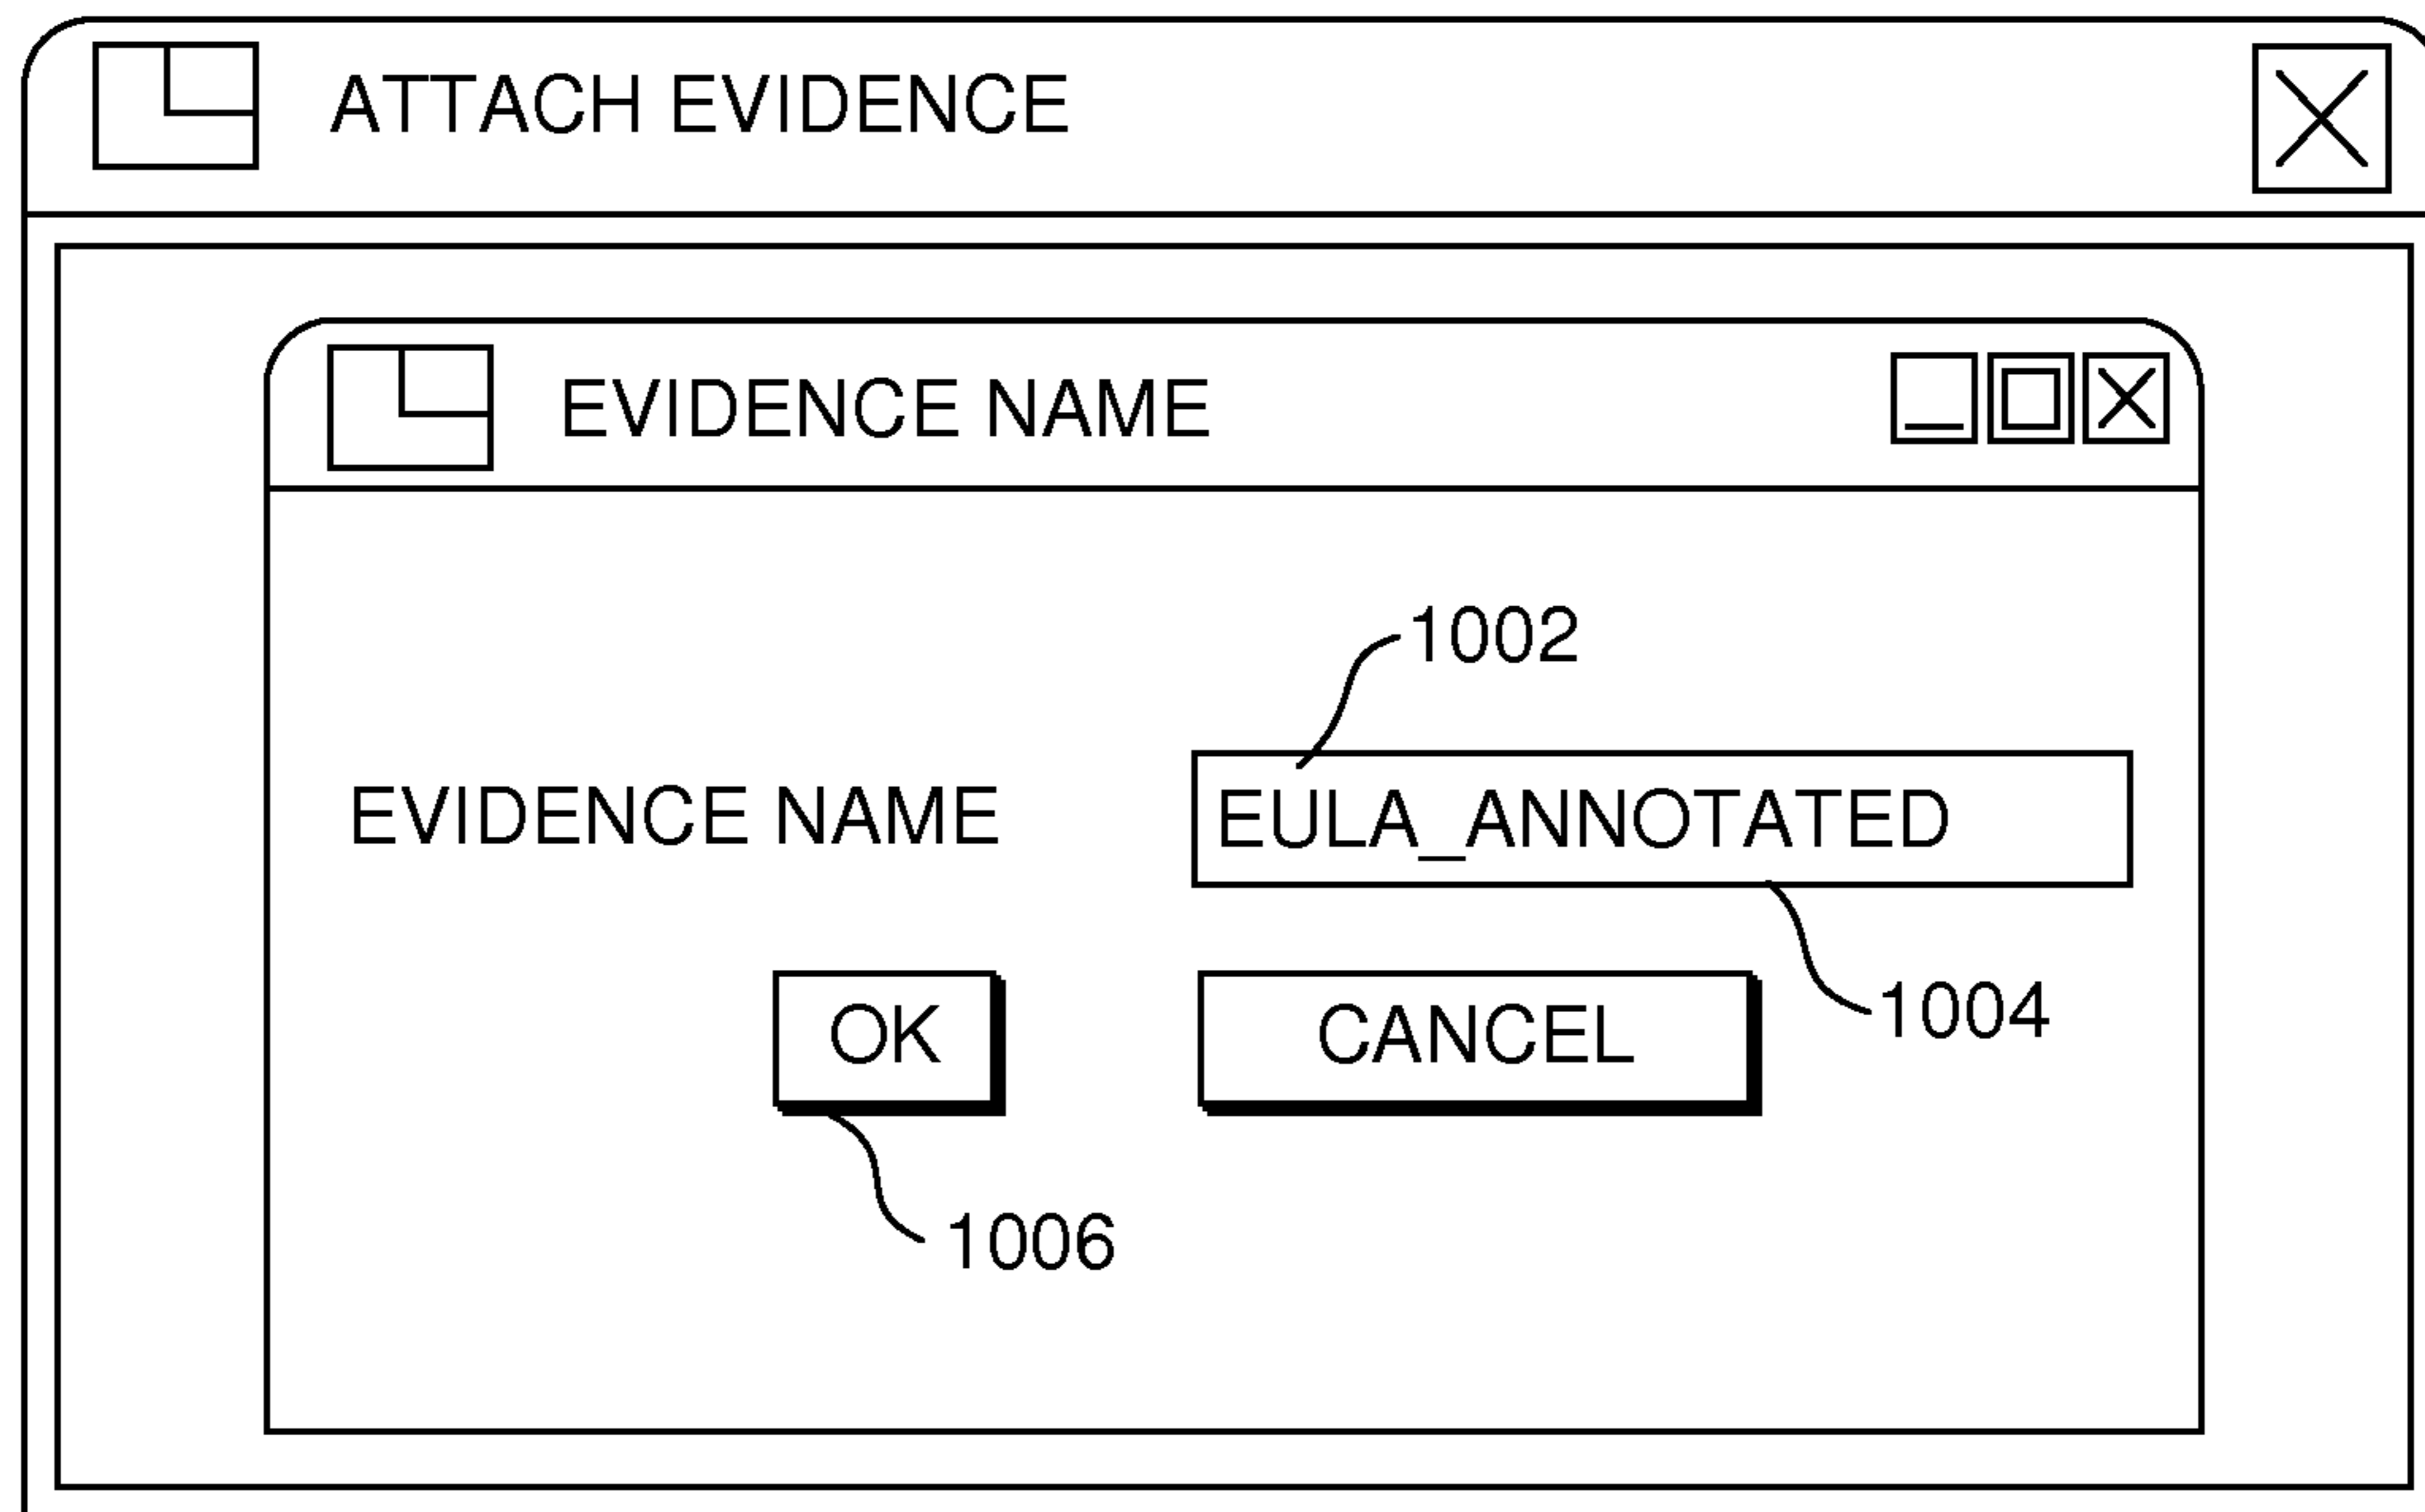 ATTACH EVIDENCE
EVIDENCE NAME
1002
EVIDENCE NAME EULA_ANNOTATED
OK CANCEL
1004
1006